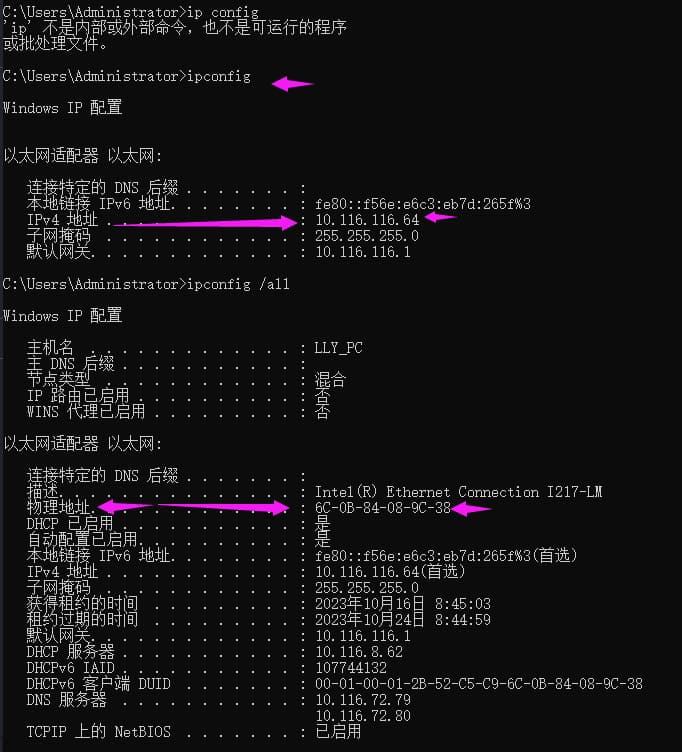 C:\Users\Administrator>ip config
'ip' 不是内部或外部命令，也不是可运行的程序
或批处理文件。
C:\Users\Administrator>ipconfig
Windows IP 配置
以太网适配器 以太网:
连接特定的 DNS 后缀 . . . . . . . :
本地链接 IPv6 地址. . . . . . . . : fe80::f56e:e6c3:eb7d:265f%3
IPv4 地址 . . . . . . . . . . . . : 10.116.116.64
子网掩码 . . . . . . . . . . . . : 255.255.255.0
默认网关. . . . . . . . . . . . . : 10.116.116.1
C:\Users\Administrator>ipconfig /all
Windows IP 配置
主机名 . . . . . . . . . . . . . : LLY_PC
主 DNS 后缀 . . . . . . . . . . . :
节点类型 . . . . . . . . . . . . : 混合
IP 路由已启用 . . . . . . . . . . : 否
WINS 代理已启用 . . . . . . . . . : 否
以太网适配器 以太网:
连接特定的 DNS 后缀 . . . . . . . :
描述. . . . . . . . . . . . . . . : Intel(R) Ethernet Connection I217-LM
物理地址. . . . . . . . . . . . . : 6C-0B-84-08-9C-38
DHCP 已启用 . . . . . . . . . . . : 是
自动配置已启用. . . . . . . . . . : 是
本地链接 IPv6 地址. . . . . . . . : fe80::f56e:e6c3:eb7d:265f%3(首选)
IPv4 地址 . . . . . . . . . . . . : 10.116.116.64(首选)
子网掩码 . . . . . . . . . . . . : 255.255.255.0
获得租约的时间 . . . . . . . . . : 2023年10月16日 8:45:03
租约过期的时间 . . . . . . . . . : 2023年10月24日 8:44:59
默认网关. . . . . . . . . . . . . : 10.116.116.1
DHCP 服务器 . . . . . . . . . . . : 10.116.8.62
DHCPv6 IAID . . . . . . . . . . . : 107744132
DHCPv6 客户端 DUID . . . . . . . : 00-01-00-01-2B-52-C5-C9-6C-0B-84-08-9C-38
DNS 服务器 . . . . . . . . . . . : 10.116.72.79
10.116.72.80
TCPIP 上的 NetBIOS . . . . . . . : 已启用